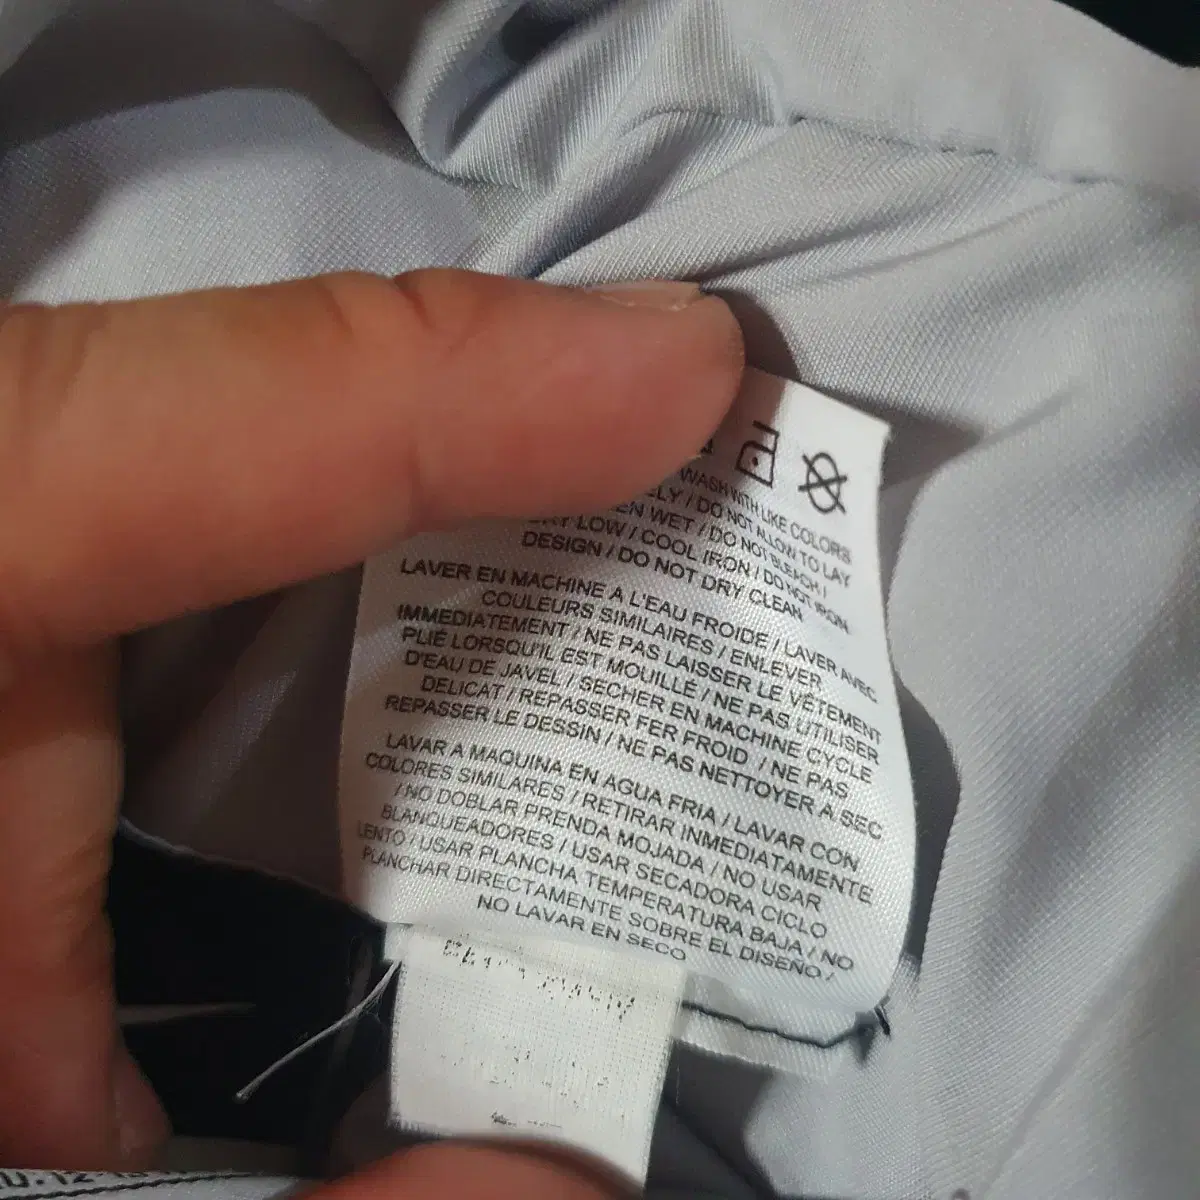 WASH WITH LIKE COLORS
ELY / DO NOT ALLOW TO LAY
EN WET / DO NOT BLEACH /
RY LOW / COOL IRON / DO NOT IRON
DESIGN / DO NOT DRY CLEAN
LAVER EN MACHINE A L'EAU FROIDE / LAVER AVEC
COULEURS SIMILAIRES / ENLEVER
IMMEDIATEMENT / NE PAS LAISSER LE VÊTEMENT
PLIÉ LORSQU'IL EST MOUILLÉ / NE PAS UTILISER
D'EAU DE JAVEL / SECHER EN MACHINE CYCLE
DELICAT / REPASSER FER FROID / NE PAS
REPASSER LE DESSIN / NE PAS NETTOYER A SEC
LAVAR A MAQUINA EN AGUA FRIA / LAVAR CON
COLORES SIMILARES / RETIRAR INMEDIATAMENTE
/ NO DOBLAR PRENDA MOJADA / NO USAR
BLANQUEADORES / USAR SECADORA CICLO
LENTO / USAR PLANCHA TEMPERATURA BAJA / NO
PLANCHAR DIRECTAMENTE SOBRE EL DISEÑO /
NO LAVAR EN SECO